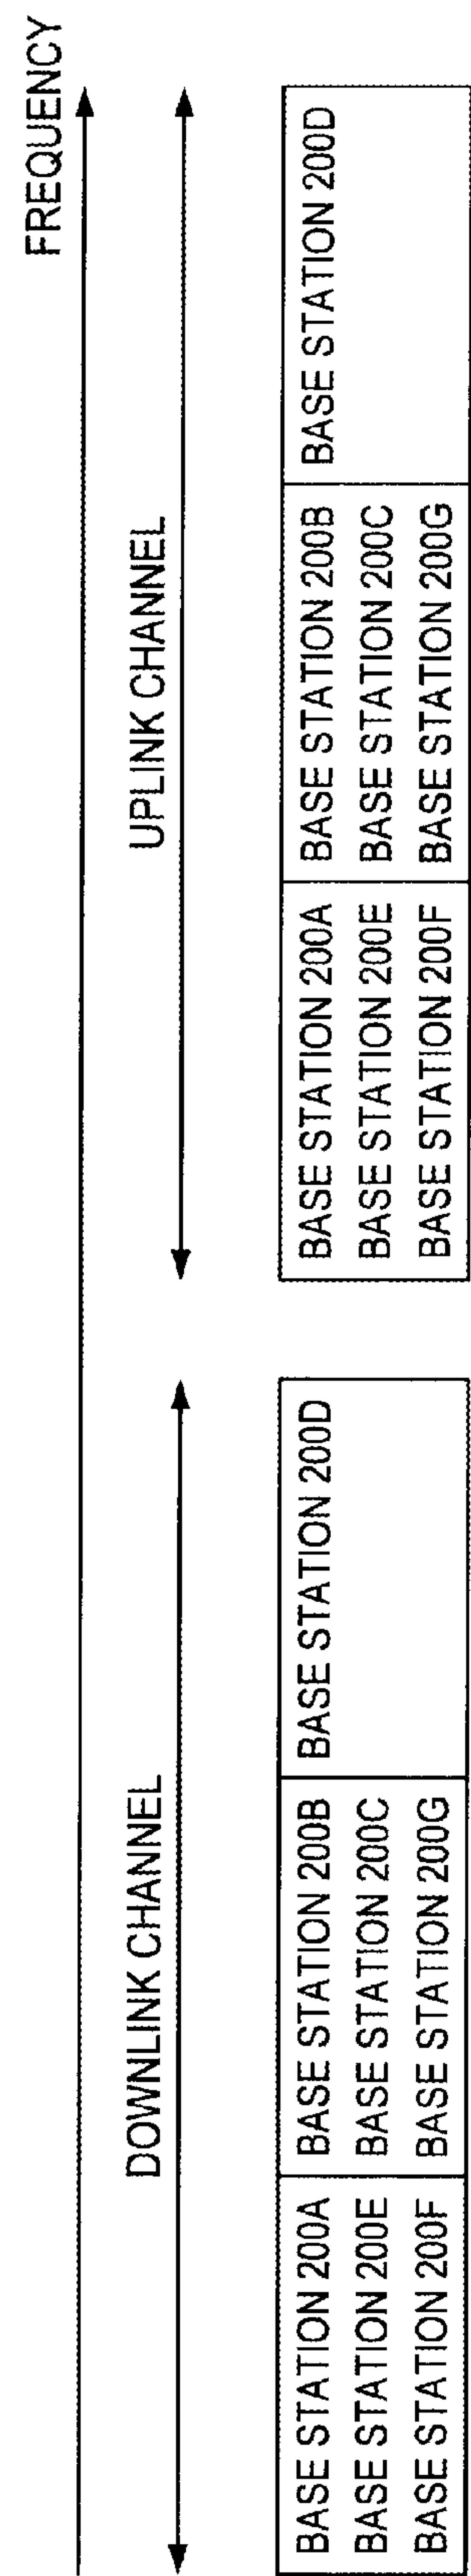 FREQUENCY
DOWNLINK CHANNEL
UPLINK CHANNEL
BASE STATION 200A
BASE STATION 200E
BASE STATION 200F
BASE STATION 200B
BASE STATION 200C
BASE STATION 200G
BASE STATION 200D
BASE STATION 200A
BASE STATION 200E
BASE STATION 200F
BASE STATION 200B
BASE STATION 200C
BASE STATION 200G
BASE STATION 200D